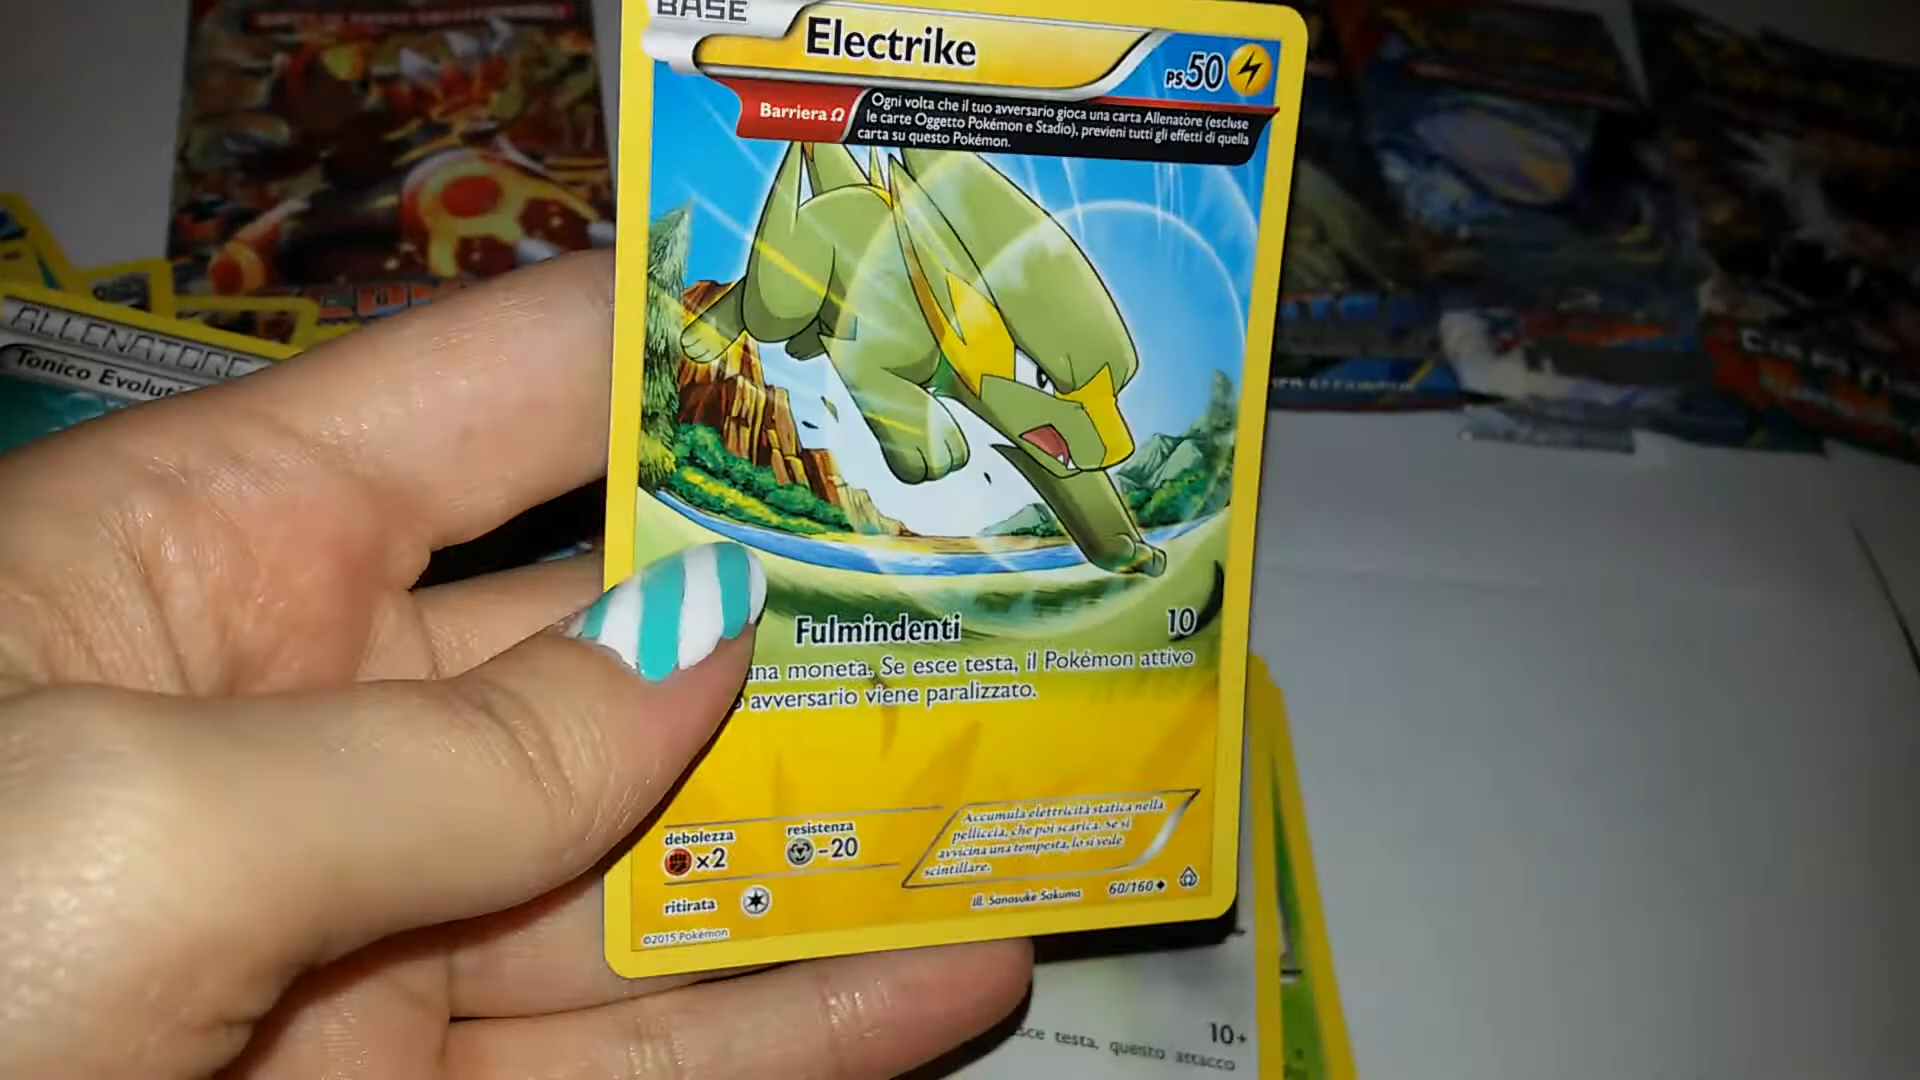 BASE
Electrike
PS50
Barriera Ω
Ogni volta che il tuo avversario gioca una carta Allenatore (escluse
le carte Oggetto Pokémon e Stadio), previeni tutti gli effetti di quella
carta su questo Pokémon.
ALLENATORE
Tonico
Fulmindenti
10
una moneta. Se esce testa, il Pokémon attivo
avversario viene paralizzato.
debolezza
×2
resistenza
-20
Accumula elettricità statica nella
pelliccia, che poi scarica. Se si
avvicina una tempesta, lo si vede
scintillare.
ritirata
ill. Sanosuke Sakuma
60/160
©2015 Pokémon
10+
esce testa, questo attacco